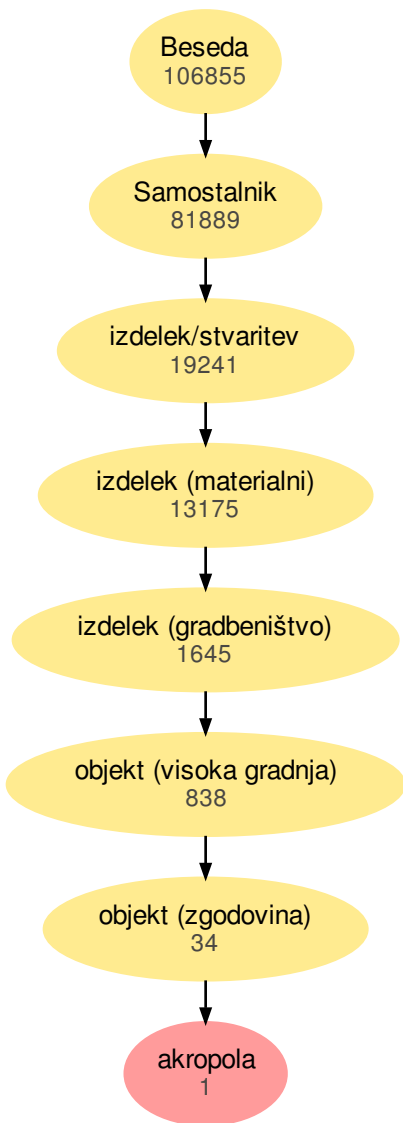 Beseda
106855
Samostalnik
81889
izdelek/stvaritev
19241
izdelek (materialni)
13175
izdelek (gradbeništvo)
1645
objekt (visoka gradnja)
838
objekt (zgodovina)
34
akropola
1